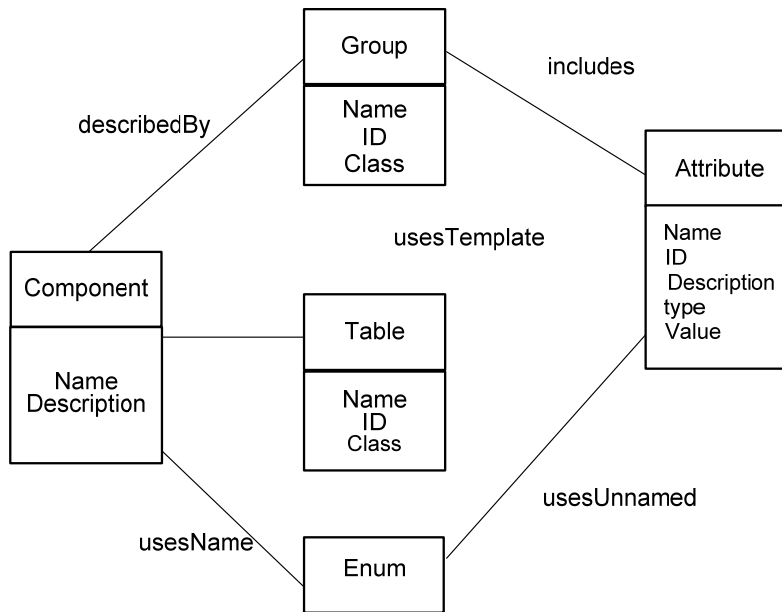 Group
Name
ID
Class
includes
describedBy
Attribute
Name
ID
Description
type
Value
usesTemplate
Component
Name
Description
Table
Name
ID
Class
usesUnnamed
usesName
Enum